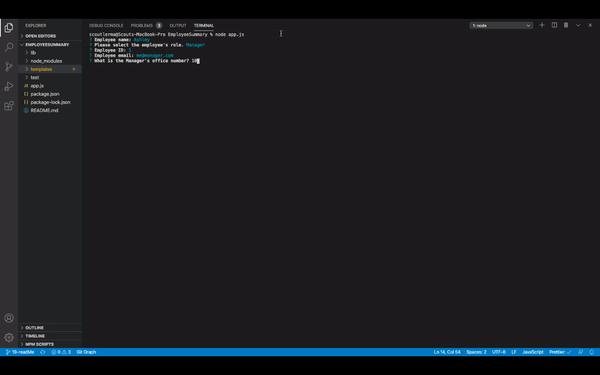 EXPLORER
OPEN EDITORS
EMPLOYEESUMMARY
lib
node_modules
templates
test
JS app.js
{} package.json
{} package-lock.json
README.md
OUTLINE
TIMELINE
NPM SCRIPTS
DEBUG CONSOLE PROBLEMS 3 OUTPUT TERMINAL
1: node
scoutlerma@Scouts-MacBook-Pro EmployeeSummary % node app.js
? Employee name: Ashley
? Please select the employee's role. Manager
? Employee ID: 1
? Employee email: me@manager.com
? What is the Manager's office number? 10
19-readMe 9 3 Git Graph Ln 14, Col 54 Spaces: 2 UTF-8 LF JavaScript Prettier: ✓